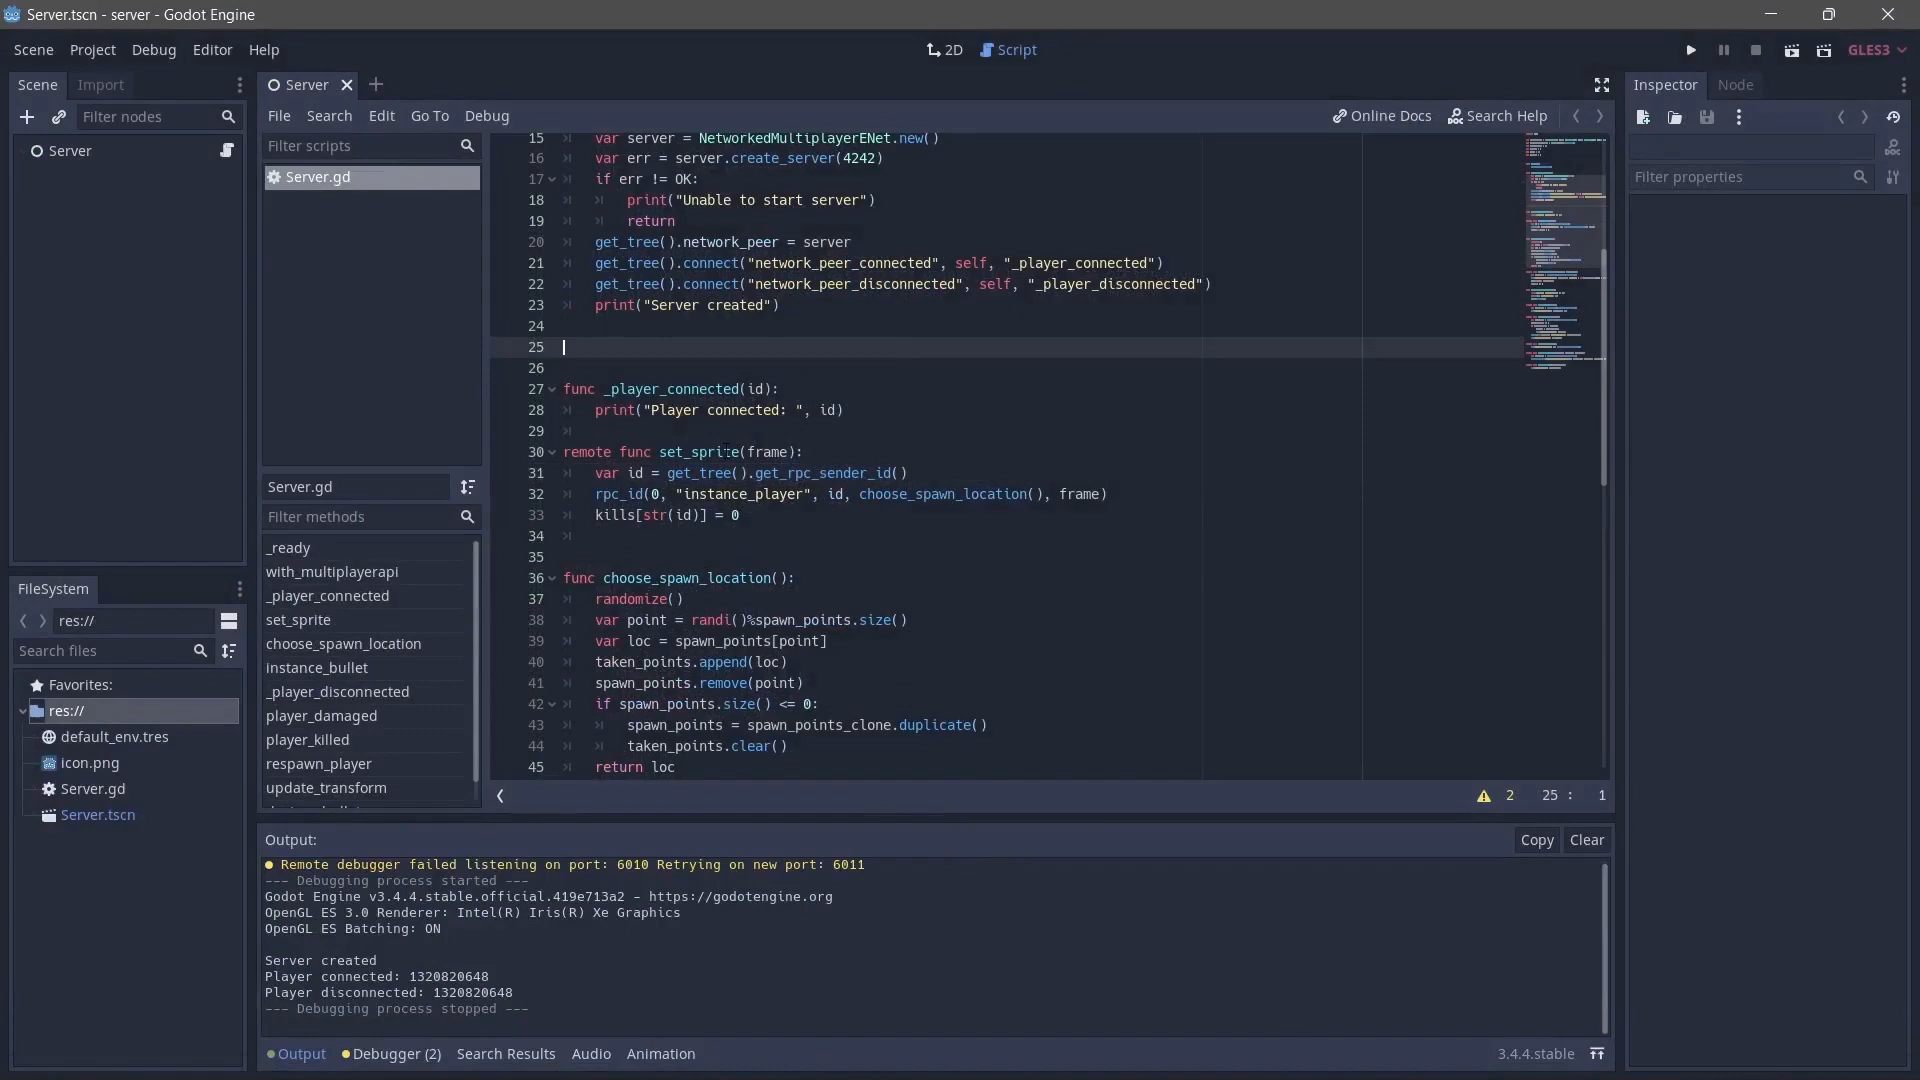 Server.tscn - server - Godot Engine
Scene Project Debug Editor Help
2D Script
GLES3
Scene Import
Filter nodes
Server
Server
File Search Edit Go To Debug
Online Docs Search Help
Filter scripts
Server.gd
Server.gd
Filter methods
_ready
with_multiplayerapi
_player_connected
set_sprite
choose_spawn_location
instance_bullet
_player_disconnected
player_damaged
player_killed
respawn_player
update_transform
15 var server = NetworkedMultiplayerENet.new()
16 var err = server.create_server(4242)
17 if err != OK:
18 print("Unable to start server")
19 return
20 get_tree().network_peer = server
21 get_tree().connect("network_peer_connected", self, "_player_connected")
22 get_tree().connect("network_peer_disconnected", self, "_player_disconnected")
23 print("Server created")
24
25
26
27 func _player_connected(id):
28 print("Player connected: ", id)
29
30 remote func set_sprite(frame):
31 var id = get_tree().get_rpc_sender_id()
32 rpc_id(0, "instance_player", id, choose_spawn_location(), frame)
33 kills[str(id)] = 0
34
35
36 func choose_spawn_location():
37 randomize()
38 var point = randi()%spawn_points.size()
39 var loc = spawn_points[point]
40 taken_points.append(loc)
41 spawn_points.remove(point)
42 if spawn_points.size() <= 0:
43 spawn_points = spawn_points_clone.duplicate()
44 taken_points.clear()
45 return loc
2 25 : 1
FileSystem
res://
Search files
Favorites:
res://
default_env.tres
icon.png
Server.gd
Server.tscn
Output:
Copy Clear
Remote debugger failed listening on port: 6010 Retrying on new port: 6011
--- Debugging process started ---
Godot Engine v3.4.4.stable.official.419e713a2 - https://godotengine.org
OpenGL ES 3.0 Renderer: Intel(R) Iris(R) Xe Graphics
OpenGL ES Batching: ON
Server created
Player connected: 1320820648
Player disconnected: 1320820648
--- Debugging process stopped ---
Output Debugger (2) Search Results Audio Animation
3.4.4.stable
Inspector Node
DOC
Filter properties